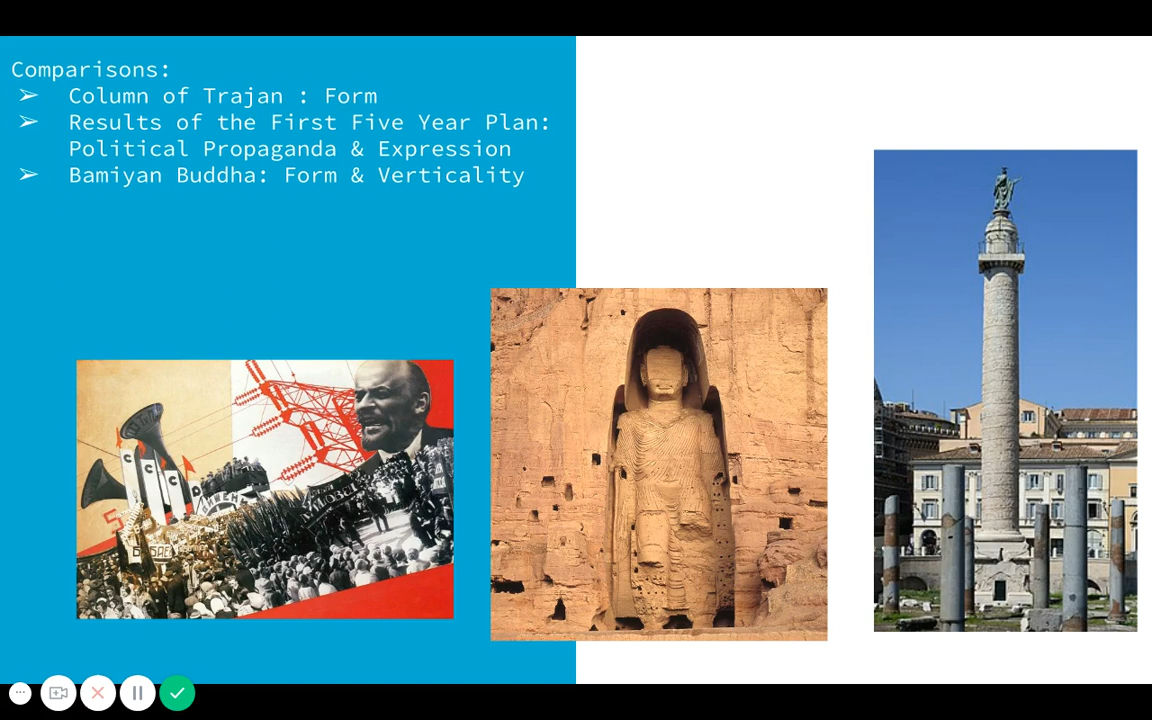 Comparisons:
➢ Column of Trajan : Form
➢ Results of the First Five Year Plan:
Political Propaganda & Expression
➢ Bamiyan Buddha: Form & Verticality
C
C
C